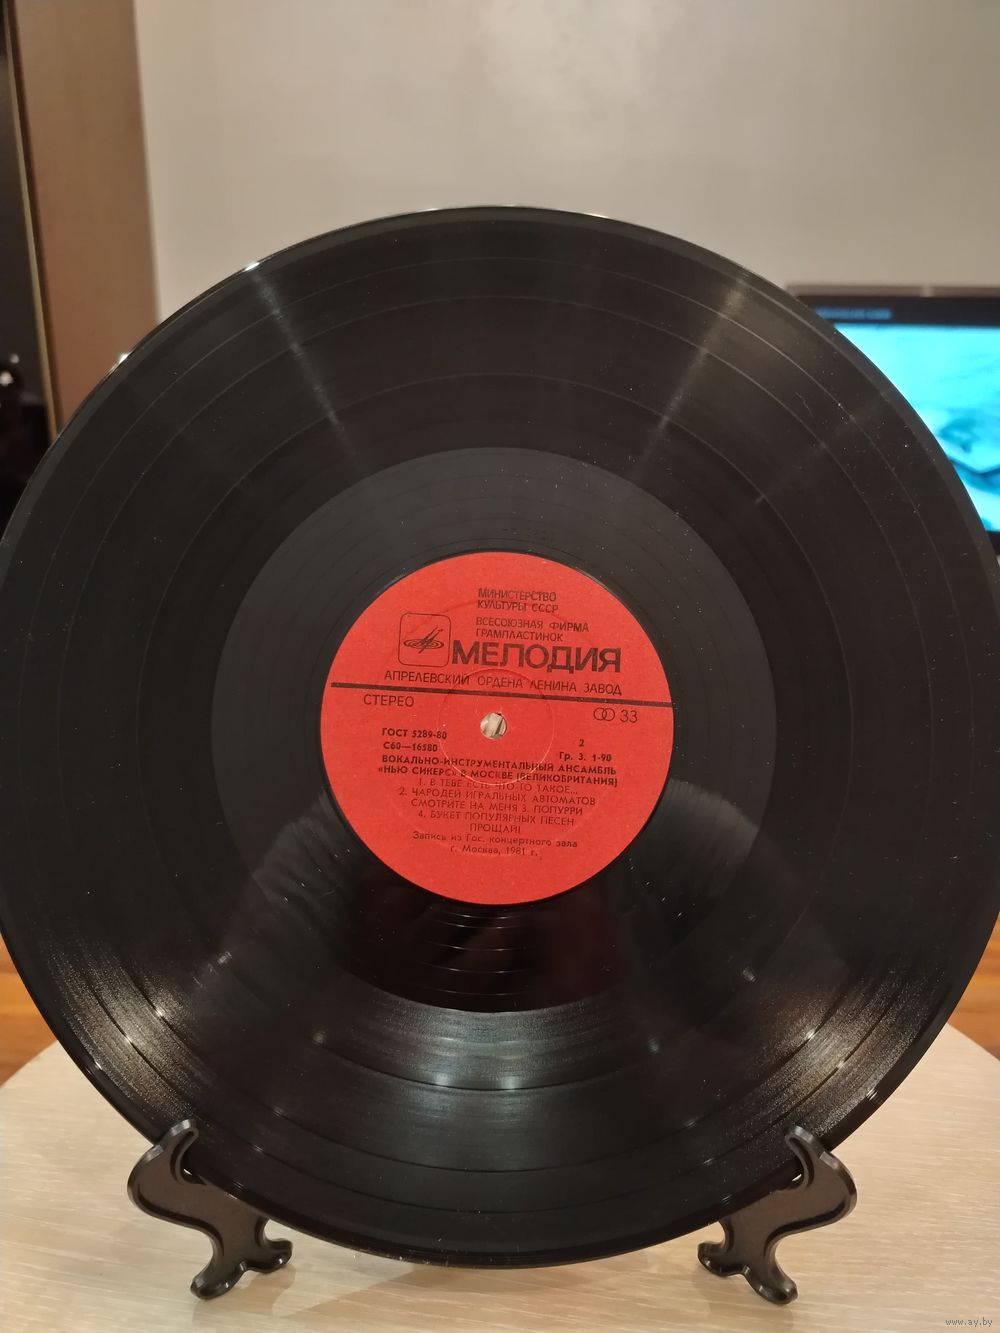 МИНИСТЕРСТВО
КУЛЬТУРЫ СССР
ВСЕСОЮЗНАЯ ФИРМА
ГРАМПЛАСТИНОК
МЕЛОДИЯ
АПРЕЛЕВСКИЙ ОРДЕНА ЛЕНИНА ЗАВОД
СТЕРЕО
33
ГОСТ 5289-80
С60—16580
2
Гр. 3. 1-90
ВОКАЛЬНО-ИНСТРУМЕНТАЛЬНЫЙ АНСАМБЛЬ
«НЬЮ СИКЕРС» В МОСКВЕ (ВЕЛИКОБРИТАНИЯ)
1. В ТЕБЕ ЕСТЬ ЧТО-ТО ТАКОЕ...
2. ЧАРОДЕЙ ИГРАЛЬНЫХ АВТОМАТОВ
СМОТРИТЕ НА МЕНЯ 3. ПОПУРРИ
4. БУКЕТ ПОПУЛЯРНЫХ ПЕСЕН
ПРОЩАЙ!
Запись из Гос. концертного зала
г. Москва, 1981 г.
www.ay.by